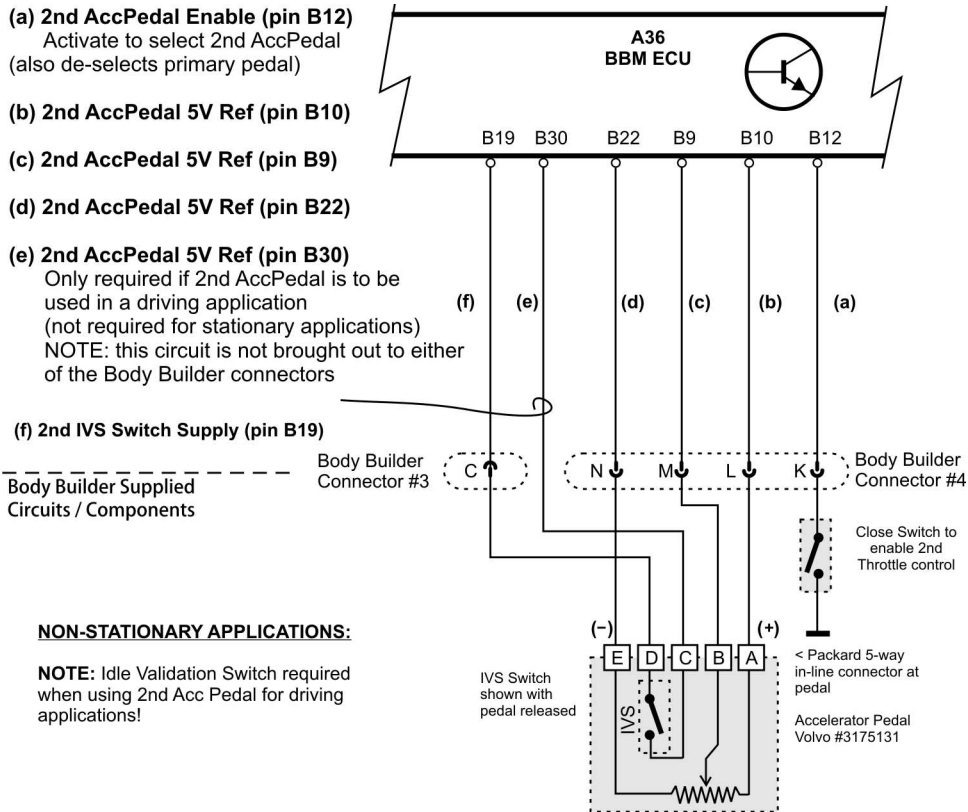 (a) 2nd AccPedal Enable (pin B12)
Activate to select 2nd AccPedal
(also de-selects primary pedal)
(b) 2nd AccPedal 5V Ref (pin B10)
(c) 2nd AccPedal 5V Ref (pin B9)
(d) 2nd AccPedal 5V Ref (pin B22)
(e) 2nd AccPedal 5V Ref (pin B30)
Only required if 2nd AccPedal is to be
used in a driving application
(not required for stationary applications)
NOTE: this circuit is not brought out to either
of the Body Builder connectors
(f) 2nd IVS Switch Supply (pin B19)
Body Builder Supplied
Circuits / Components
NON-STATIONARY APPLICATIONS:
NOTE: Idle Validation Switch required
when using 2nd Acc Pedal for driving
applications!
A36
BBM ECU
B19 B30 B22 B9 B10 B12
(f) (e) (d) (c) (b) (a)
Body Builder
Connector #3
C N M L K
Body Builder
Connector #4
Close Switch to
enable 2nd
Throttle control
(−) (+)
E D C B A
IVS Switch
shown with
pedal released
IVS
< Packard 5-way
in-line connector at
pedal
Accelerator Pedal
Volvo #3175131